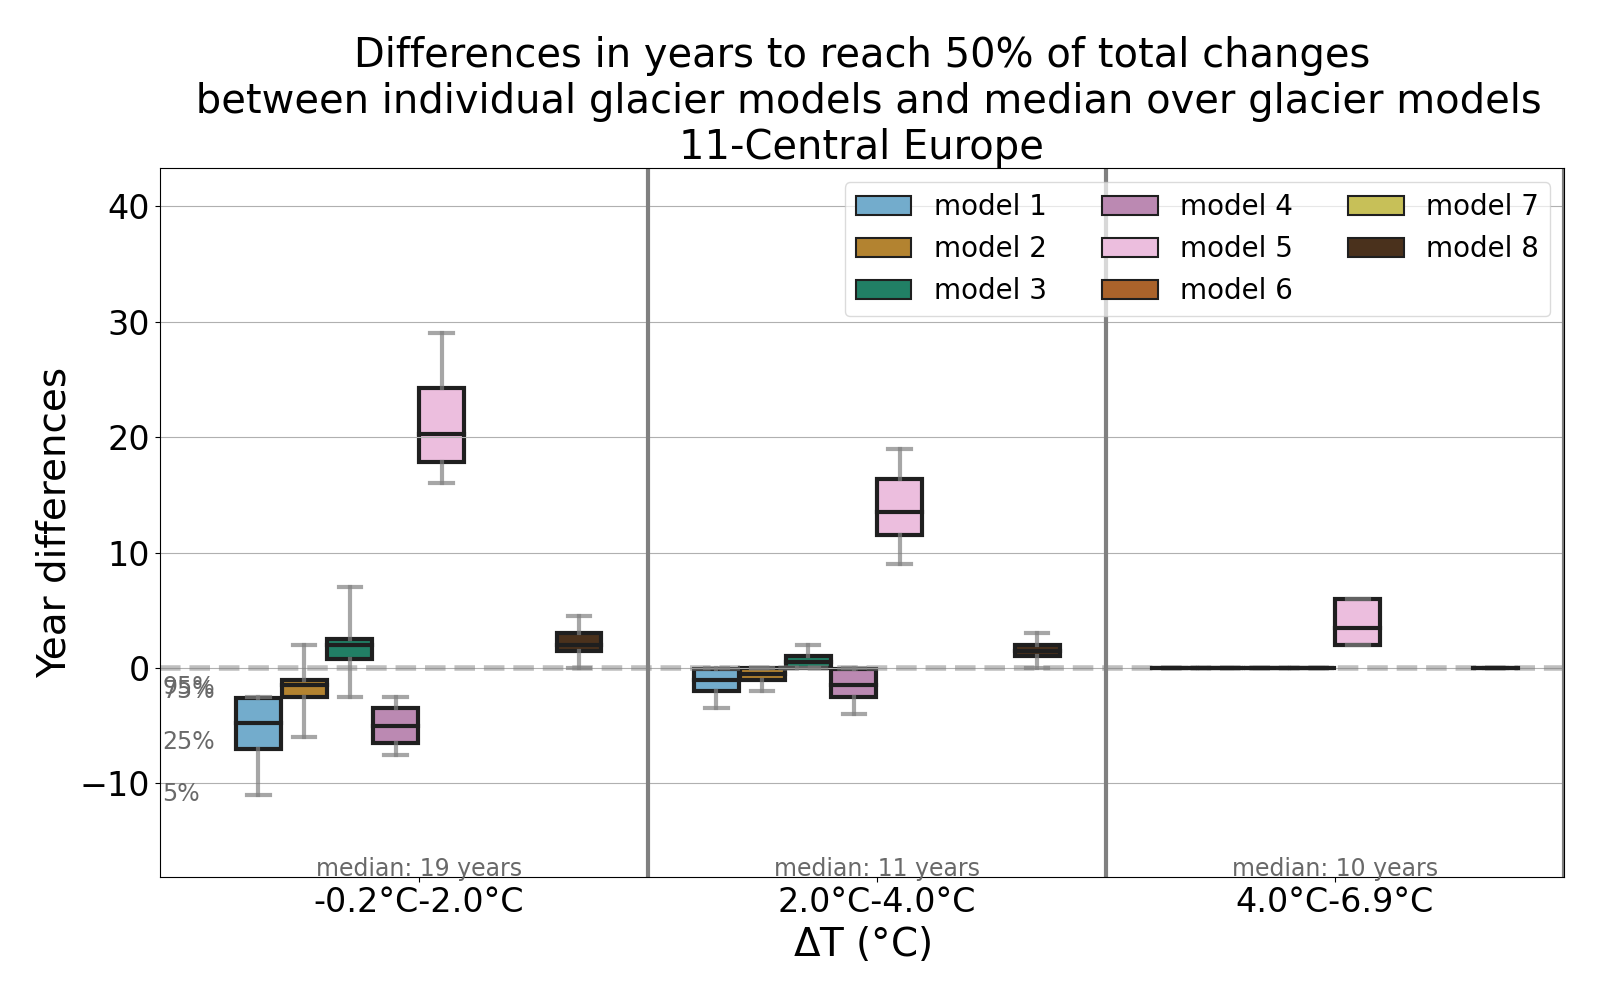 Differences in years to reach 50% of total changes
between individual glacier models and median over glacier models
11-Central Europe
model 1
model 2
model 3
model 4
model 5
model 6
model 7
model 8
40
30
20
10
0
−10
Year differences
95%
75%
25%
5%
median: 19 years
median: 11 years
median: 10 years
-0.2°C-2.0°C
2.0°C-4.0°C
4.0°C-6.9°C
ΔT (°C)